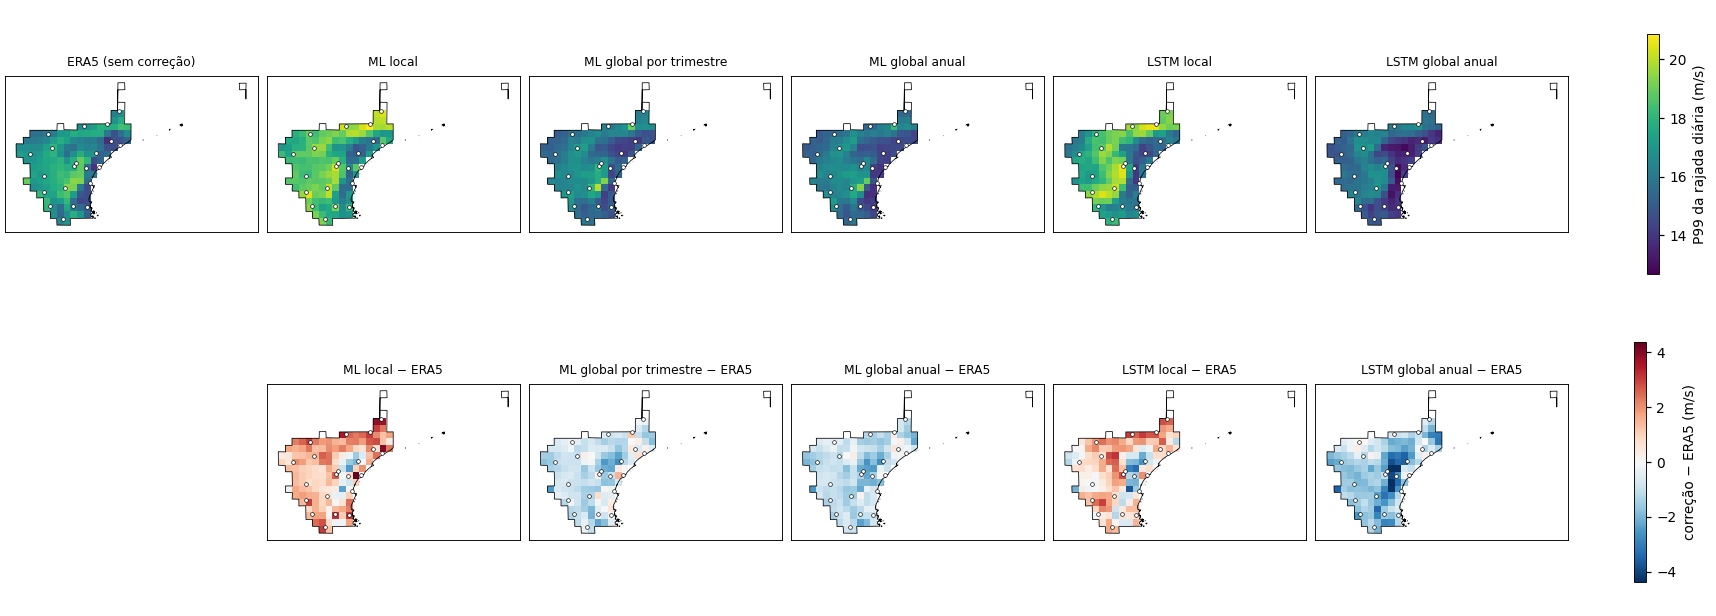 ERA5 (sem correção)
ML local
ML global por trimestre
ML global anual
LSTM local
LSTM global anual
20
18
16
14
P99 da rajada diária (m/s)
ML local − ERA5
ML global por trimestre − ERA5
ML global anual − ERA5
LSTM local − ERA5
LSTM global anual − ERA5
4
2
0
−2
−4
correção − ERA5 (m/s)